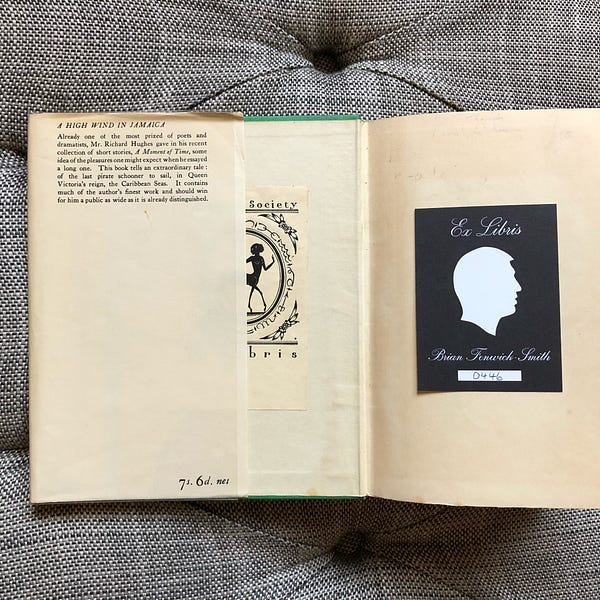 A HIGH WIND IN JAMAICA
Already one of the most prized of poets and
dramatists, Mr. Richard Hughes gave in his recent
collection of short stories, A Moment of Time, some
idea of the pleasures one might expect when he essayed
a long one. This book tells an extraordinary tale :
of the last pirate schooner to sail, in Queen
Victoria's reign, the Caribbean Seas. It contains
much of the author's finest work and should win
for him a public as wide as it is already distinguished.
7s. 6d. net
Society
bris
Ex Libris
Brian Fenwick-Smith
0446